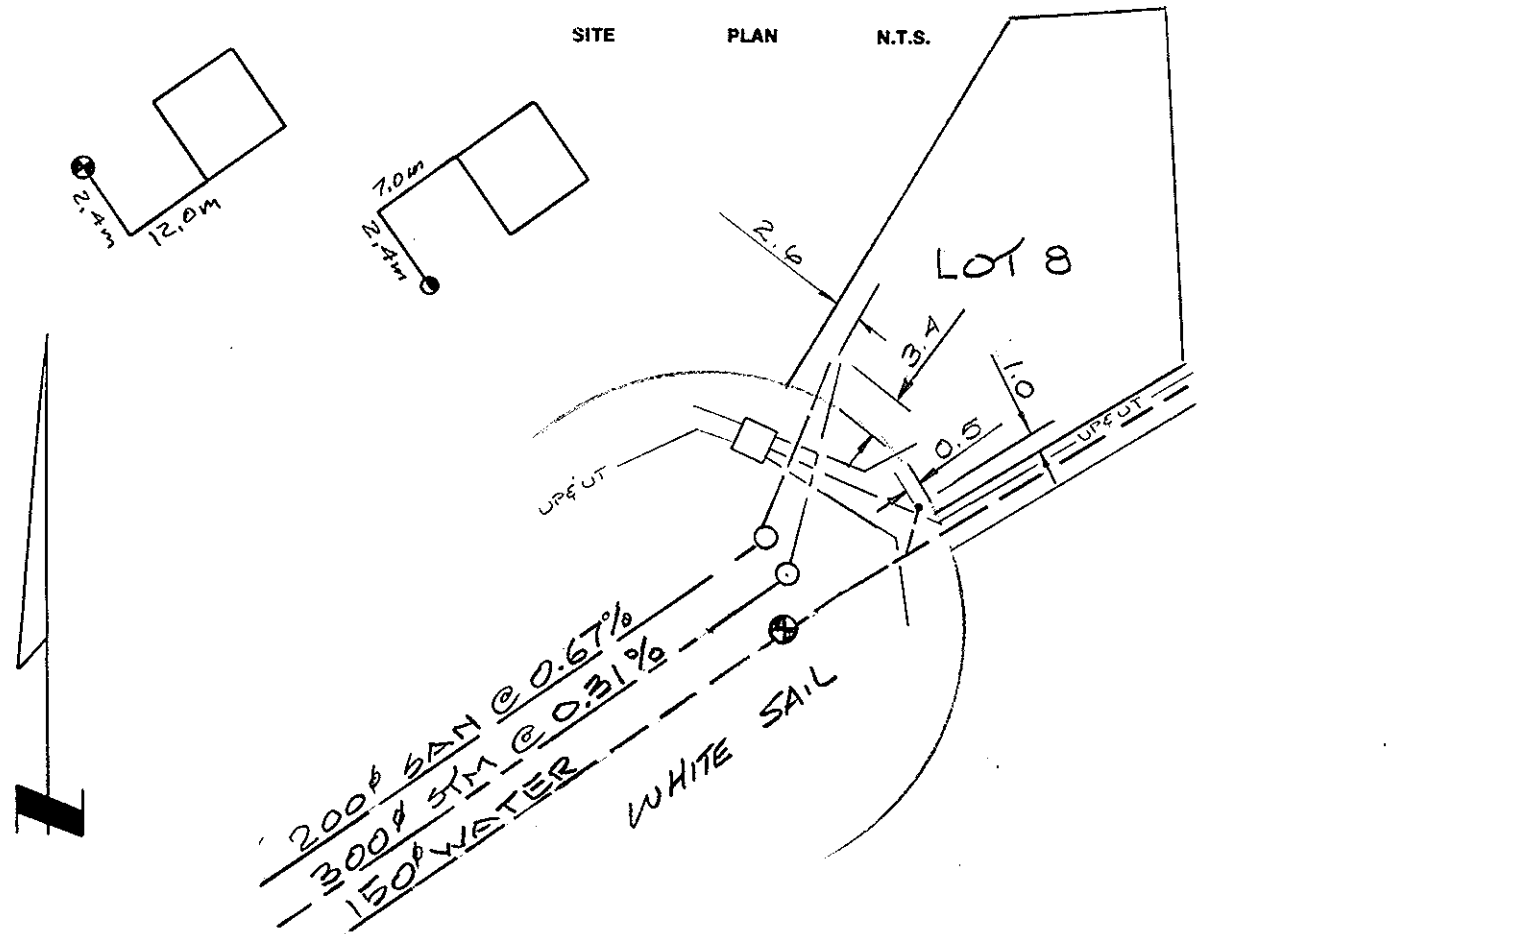 SITE PLAN N.T.S.
2.4m
12.0m
7.0m
2.4m
2.6
LOT 8
3.4
1.0
0.5
UP&UT
UP&UT
200ϕ SAN @ 0.67%
300ϕ STM @ 0.31%
150ϕ WATER
WHITE SAIL